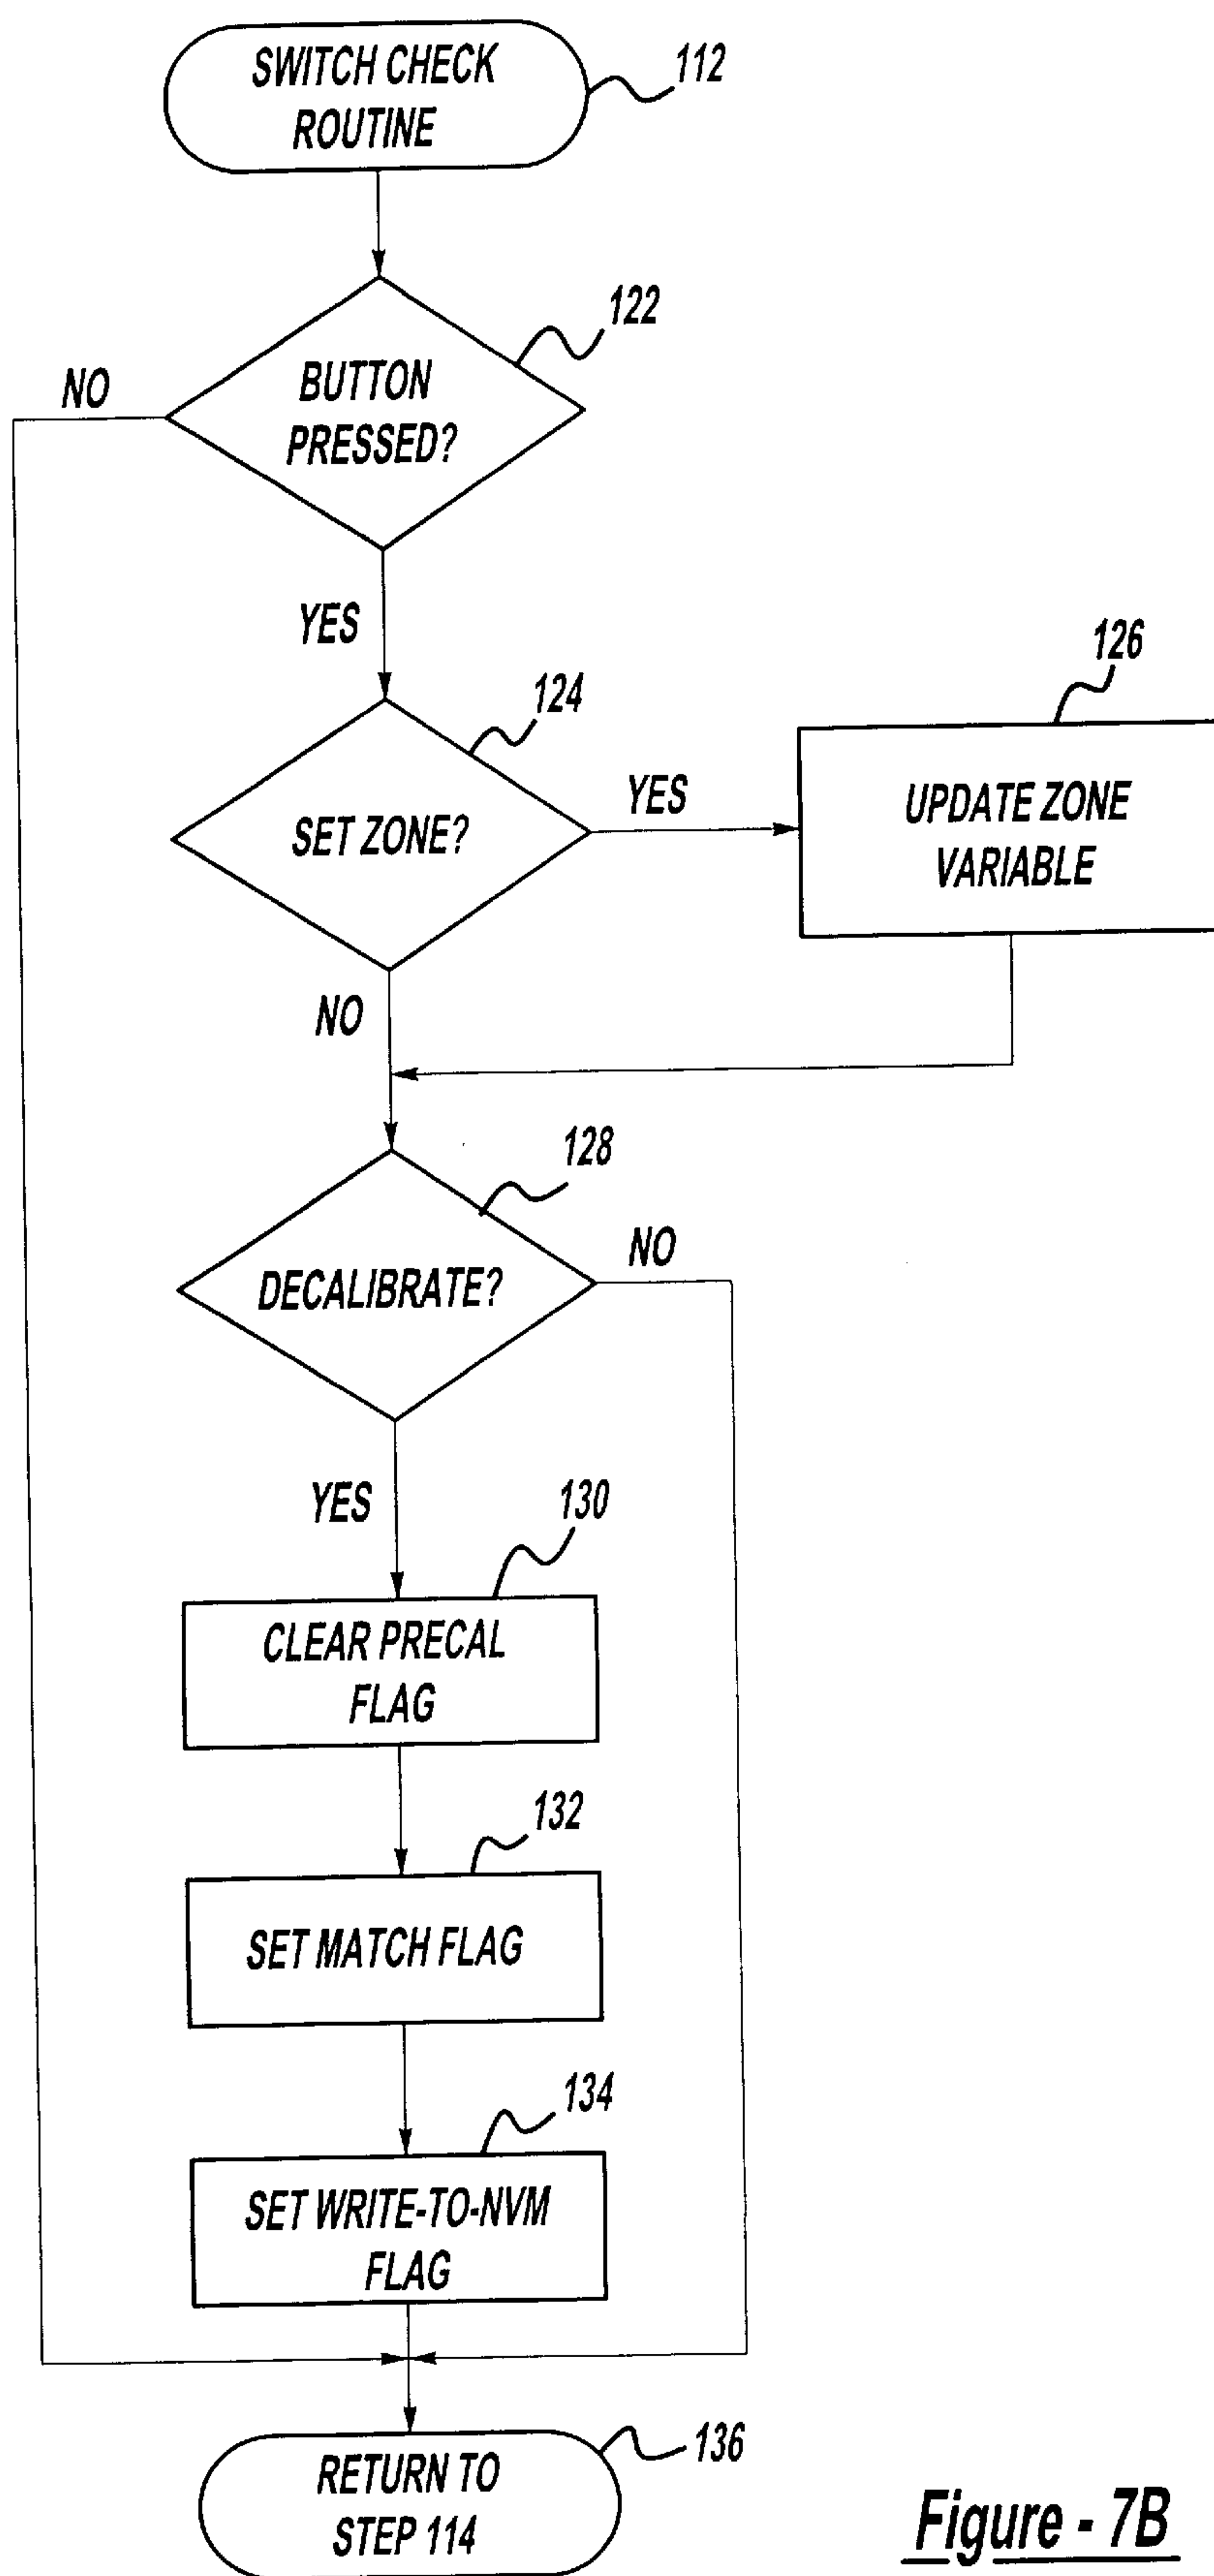 SWITCH CHECK
ROUTINE
112
122
NO
BUTTON
PRESSED?
YES
124
126
SET ZONE?
YES
UPDATE ZONE
VARIABLE
NO
128
DECALIBRATE?
NO
YES
130
CLEAR PRECAL
FLAG
132
SET MATCH FLAG
134
SET WRITE-TO-NVM
FLAG
136
RETURN TO
STEP 114
Figure - 7B